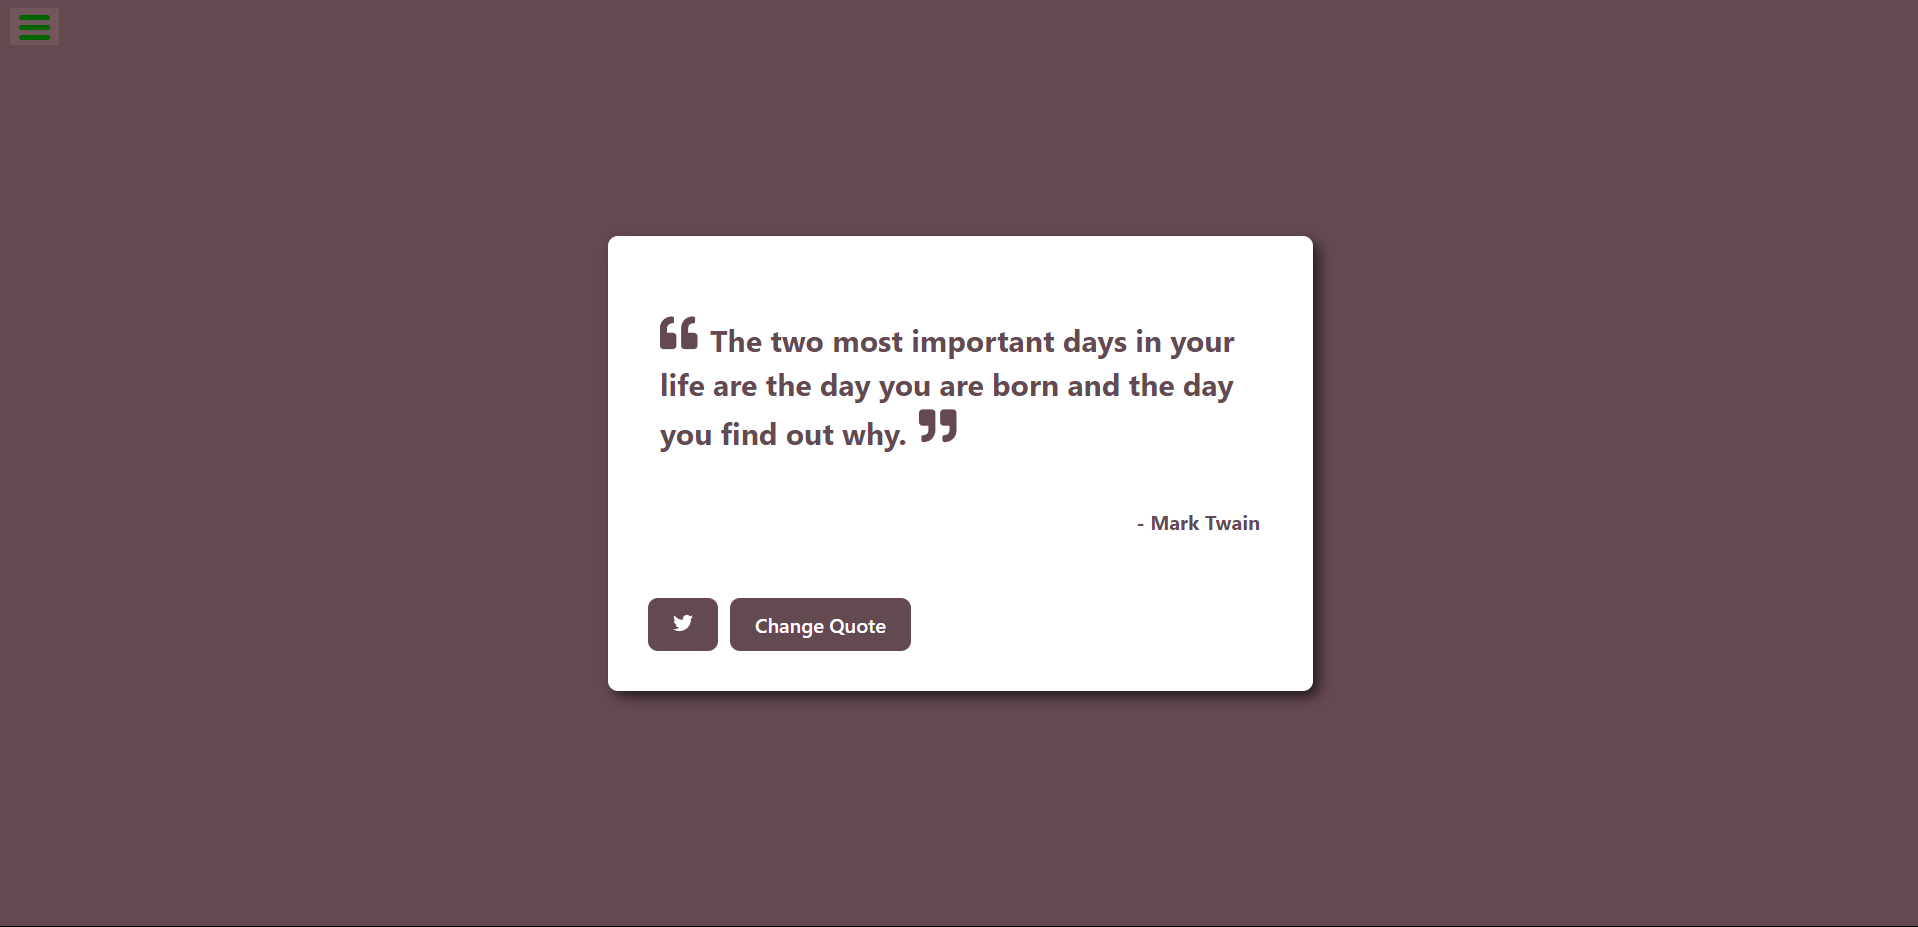 “ The two most important days in your
life are the day you are born and the day
you find out why. ”
- Mark Twain
Change Quote